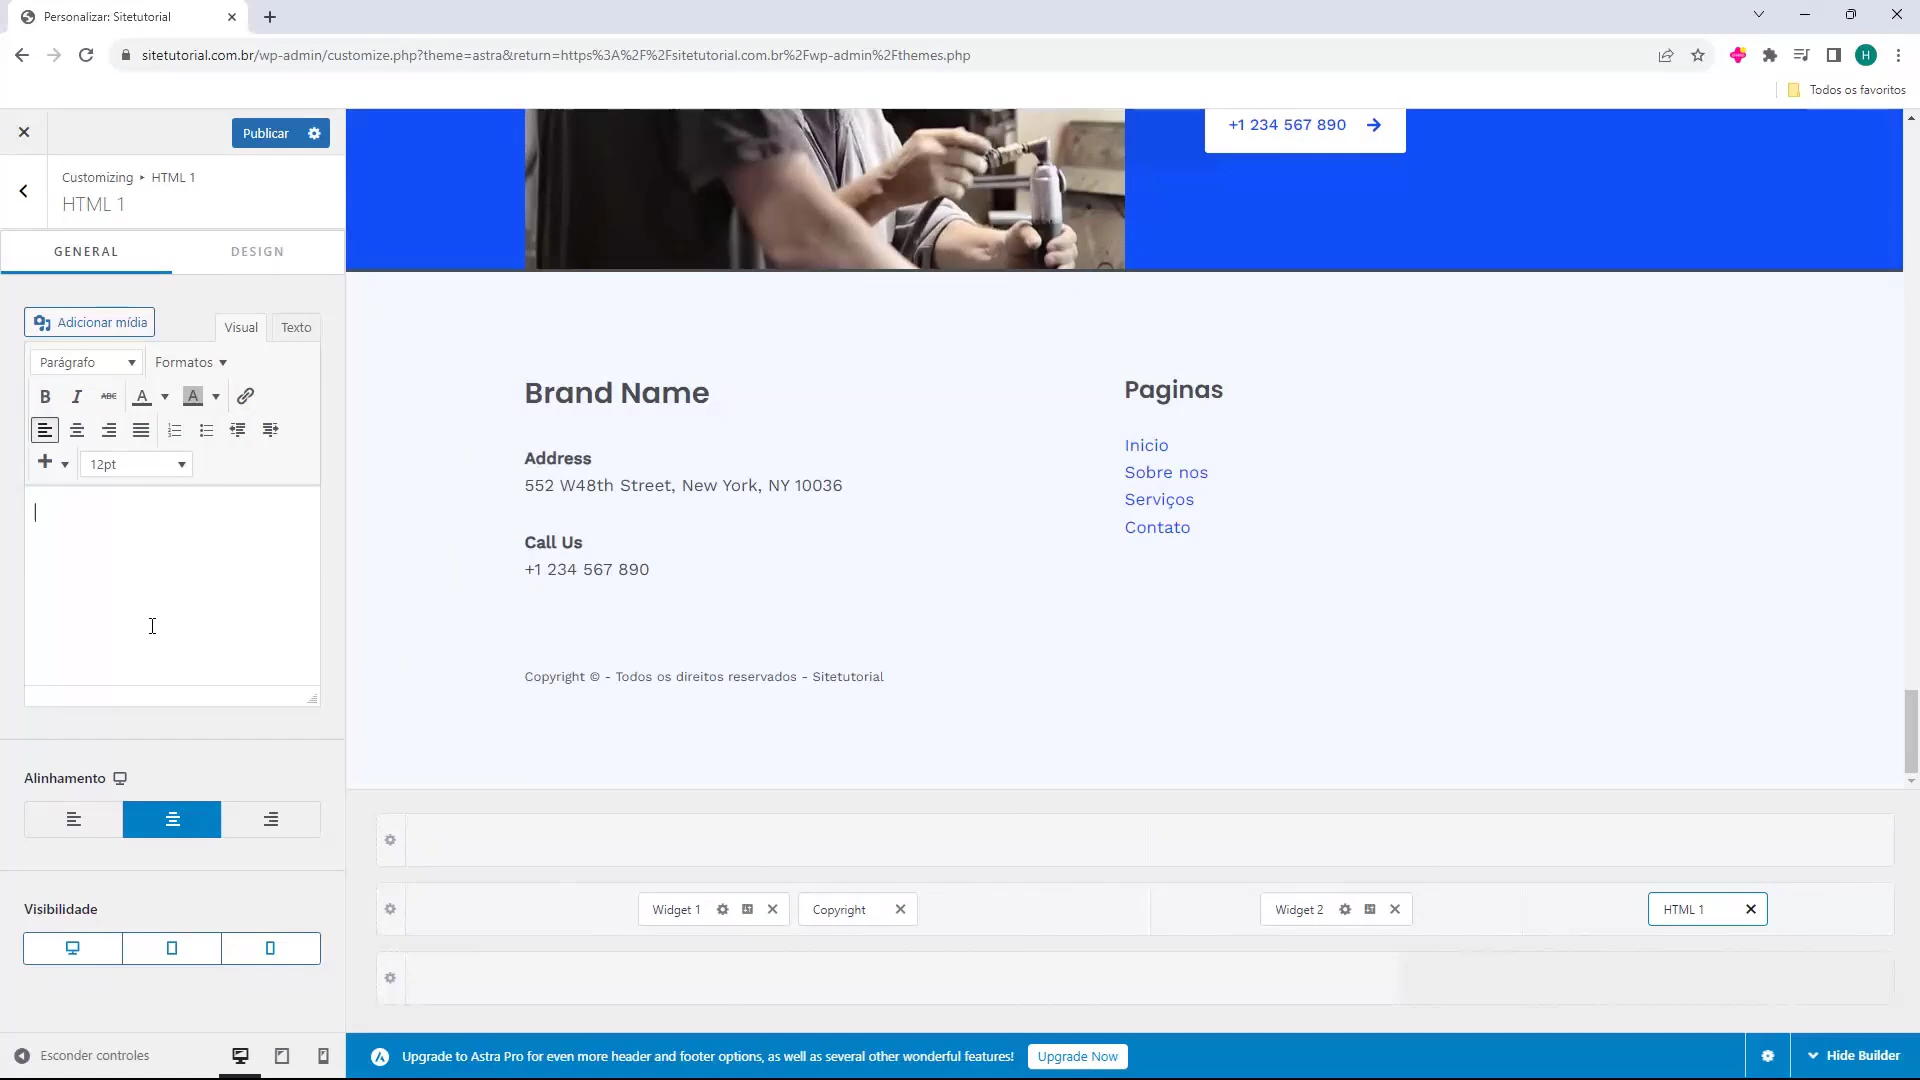 Personalizar: Sitetutorial
sitetutorial.com.br/wp-admin/customize.php?theme=astra&return=https%3A%2F%2Fsitetutorial.com.br%2Fwp-admin%2Fthemes.php
H
Todos os favoritos
Publicar
Customizing ▸ HTML 1
HTML 1
GENERAL
DESIGN
Adicionar mídia
Visual
Texto
Parágrafo
Formatos
B I ABC A A
12pt
Alinhamento
Visibilidade
Esconder controles
+1 234 567 890
Brand Name
Address
552 W48th Street, New York, NY 10036
Call Us
+1 234 567 890
Paginas
Inicio
Sobre nos
Serviços
Contato
Copyright © - Todos os direitos reservados - Sitetutorial
Widget 1
Copyright
Widget 2
HTML 1
Upgrade to Astra Pro for even more header and footer options, as well as several other wonderful features!
Upgrade Now
Hide Builder